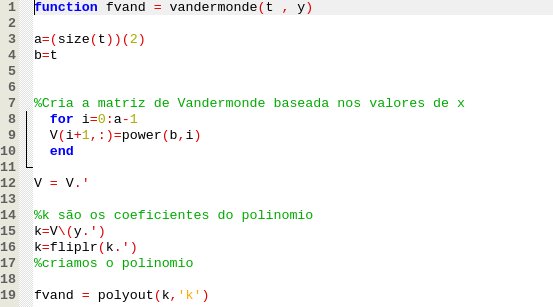 1 function fvand = vandermonde(t , y)
2
3 a=(size(t))(2)
4 b=t
5
6
7 %Cria a matriz de Vandermonde baseada nos valores de x
8 for i=0:a-1
9 V(i+1,:)=power(b,i)
10 end
11
12 V = V.'
13
14 %k são os coeficientes do polinomio
15 k=V\(y.')
16 k=fliplr(k.')
17 %criamos o polinomio
18
19 fvand = polyout(k,'k')